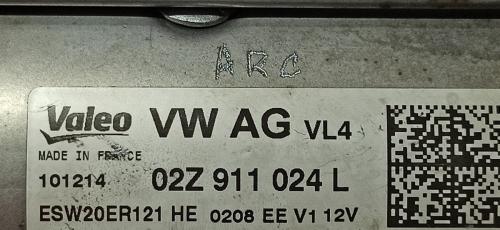 ARC
Valeo VW AG VL4
MADE IN FRANCE
101214 02Z 911 024 L
ESW20ER121 HE 0208 EE V1 12V